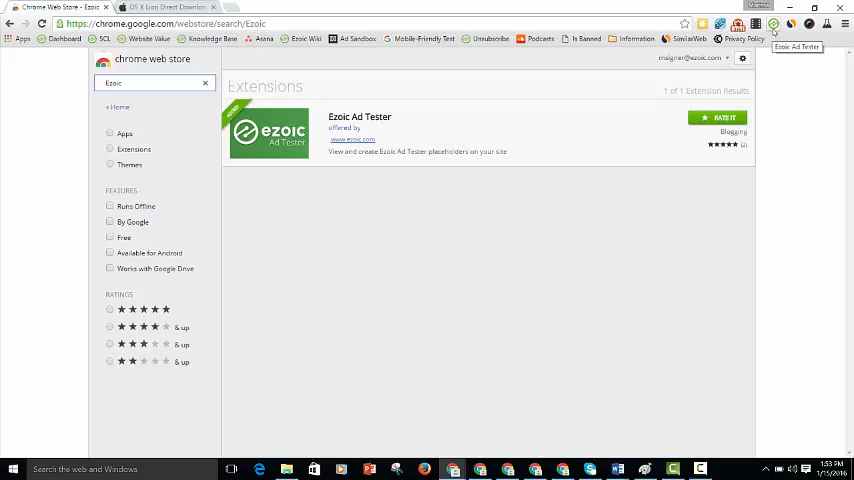 Chrome Web Store - Ezoic × OS X Lion Direct Downloa ×
https://chrome.google.com/webstore/search/Ezoic
Apps Dashboard SCL Website Value Knowledge Base Asana Ezoic Wiki Ad Sandbox Mobile-Friendly Test Unsubscribe Podcasts Is Banned SimilarWeb Privacy Policy
Ezoic Ad Tester
chrome web store
msigner@ezoic.com
Ezoic
Extensions
1 of 1 Extension Results
« Home
ADDED
ezoic
Ad Tester
Ezoic Ad Tester
offered by
www.ezoic.com
View and create Ezoic Ad Tester placeholders on your site
★ RATE IT
Blogging
★★★★★ (2)
Apps
Extensions
Themes
FEATURES
Runs Offline
By Google
Free
Available for Android
Works with Google Drive
RATINGS
& up
& up
& up
Search the web and Windows
1:53 PM
1/15/2016